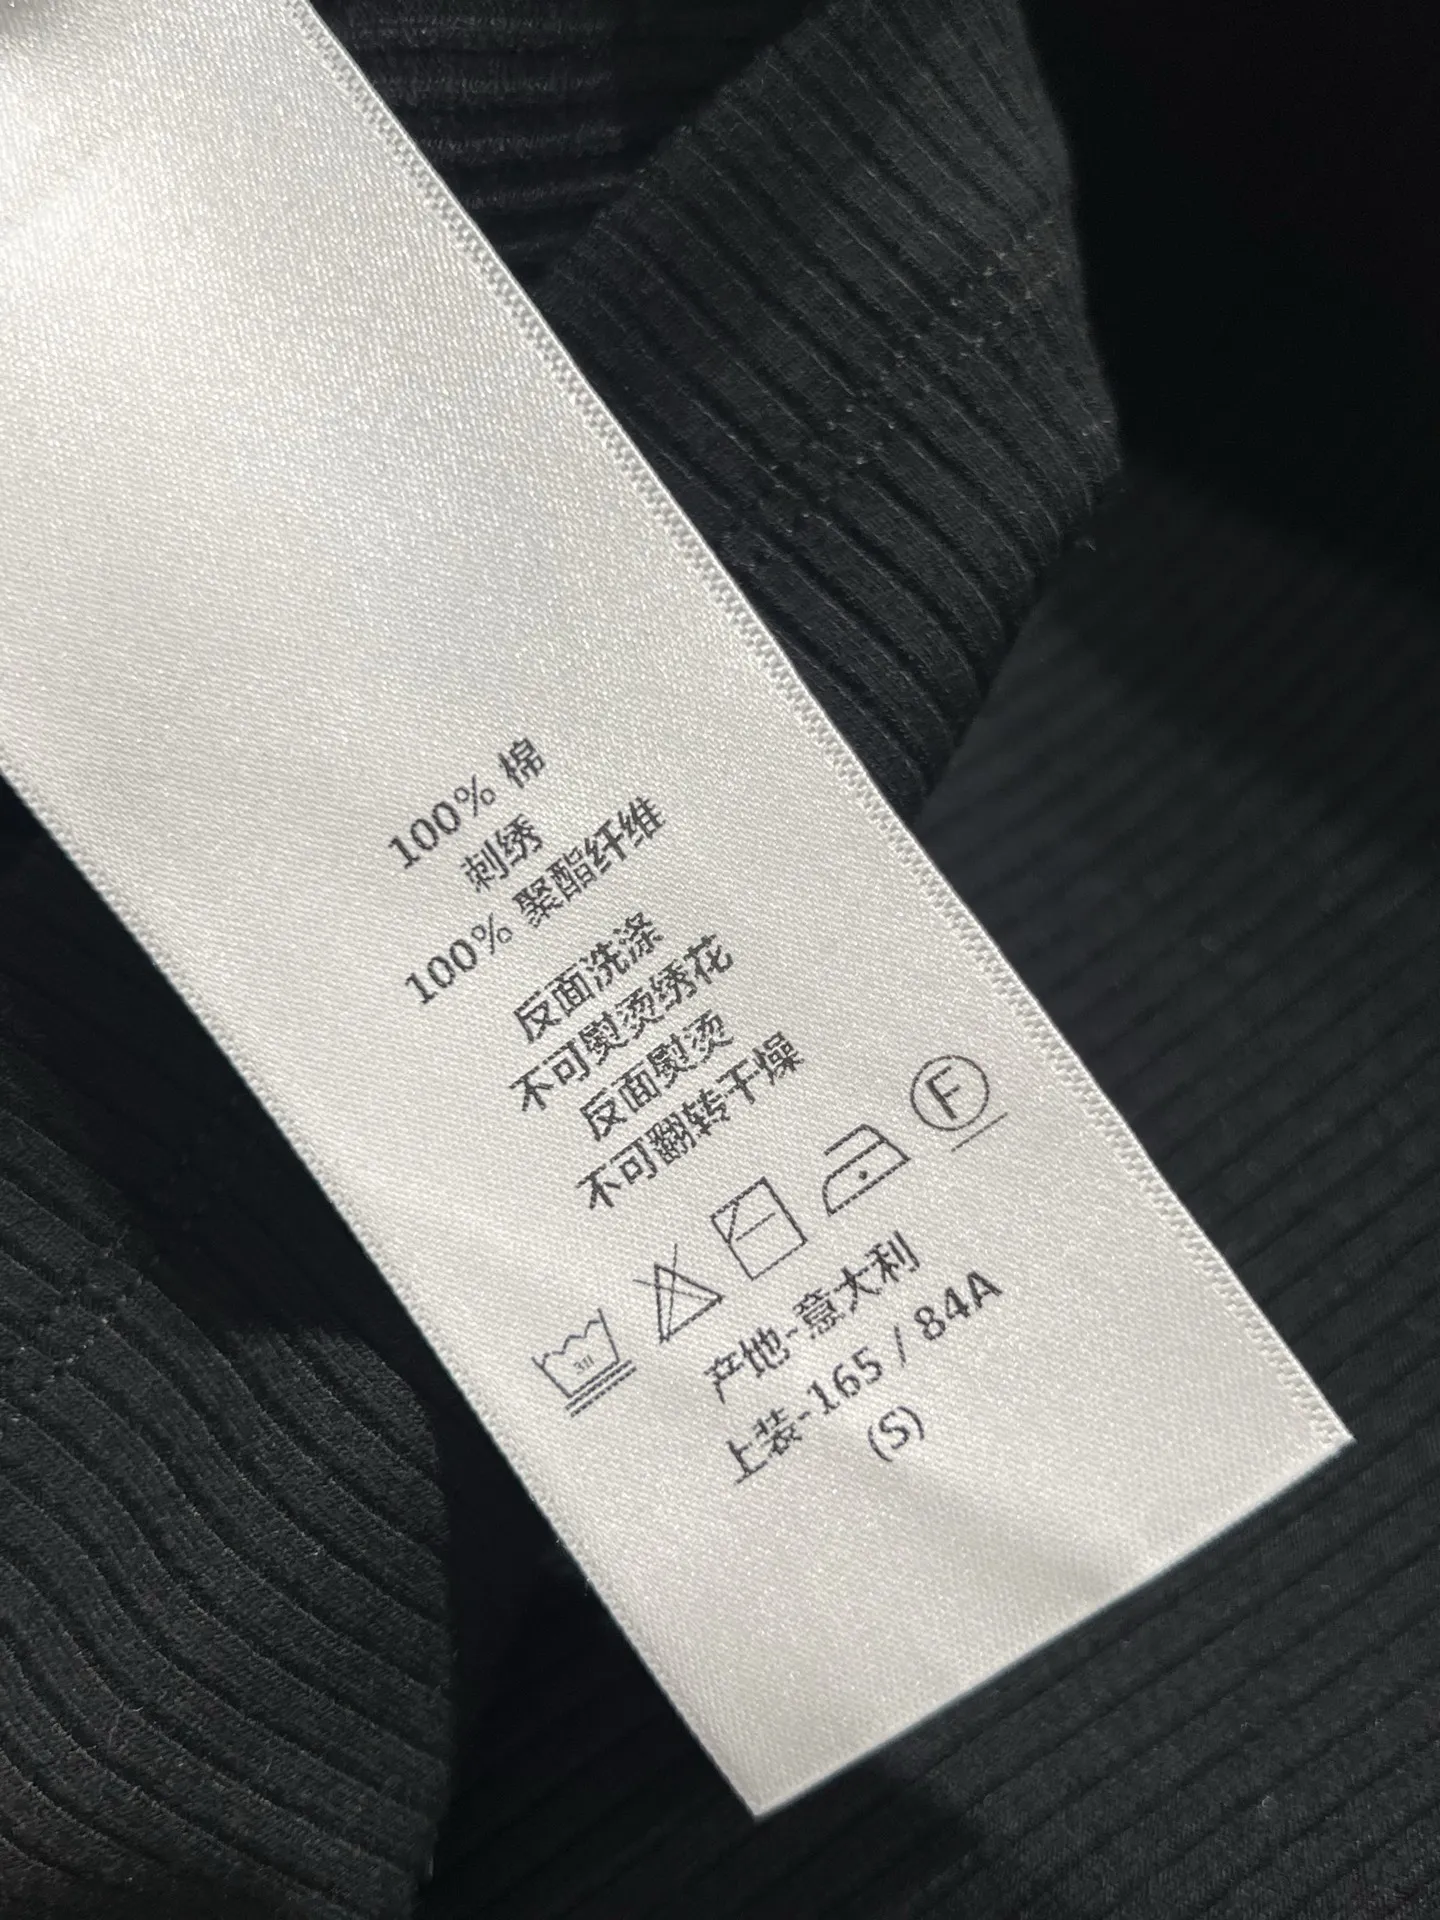 100% 棉
刺绣
100% 聚酯纤维
反面洗涤
不可熨烫绣花
反面熨烫
不可翻转干燥
30
F
产地-意大利
上装-165 / 84A
(S)